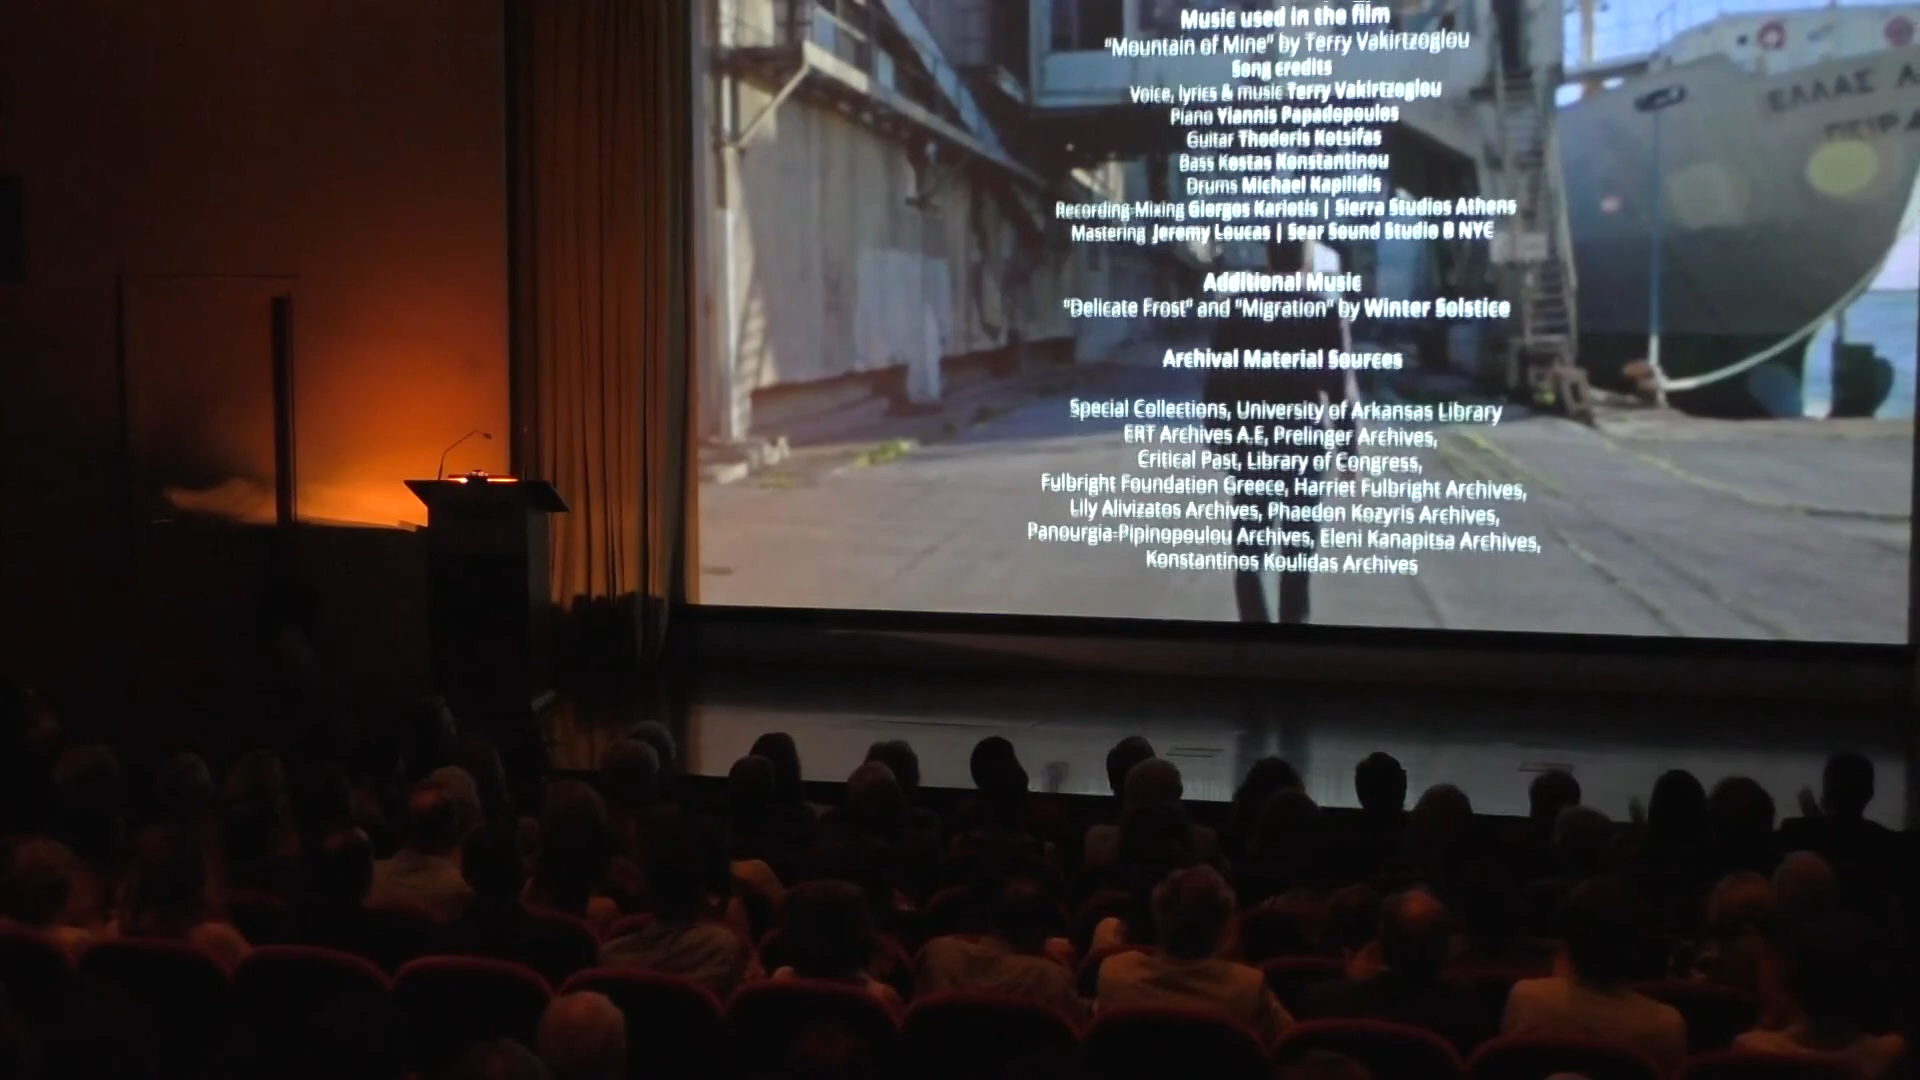 Music used in the film
"Mountain of Mine" by Terry Vakirtzoglou
Song credits
Voice, lyrics & music Terry Vakirtzoglou
Piano Yiannis Papadopoulos
Guitar Thodoris Kotsifas
Bass Kostas Konstantinou
Drums Michael Kapilidis
Recording-Mixing Giorgos Kariotis | Sierra Studios Athens
Mastering Jeremy Loucas | Sear Sound Studio B NYC
Additional Music
"Delicate Frost" and "Migration" by Winter Solstice
Archival Material Sources
Special Collections, University of Arkansas Library
ERT Archives A.E, Prelinger Archives,
Critical Past, Library of Congress,
Fulbright Foundation Greece, Harriet Fulbright Archives,
Lily Alivizatos Archives, Phaedon Kozyris Archives,
Panourgia-Pipinopoulou Archives, Eleni Kanapitsa Archives,
Konstantinos Koulidas Archives
ΕΛΛΑΣ